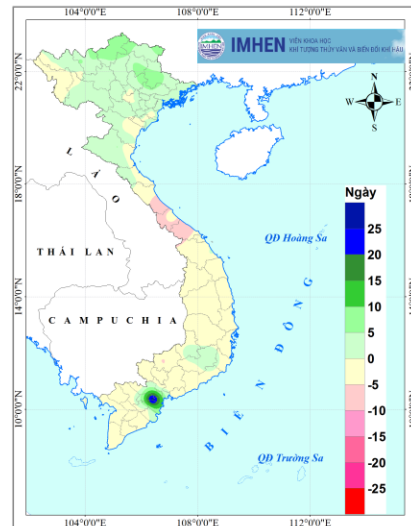 104°0'0"E 108°0'0"E 112°0'0"E
IMHEN
VIỆN KHOA HỌC
KHÍ TƯỢNG THỦY VĂN VÀ BIẾN ĐỔI KHÍ HẬU
22°0'0"N
N
W E
S
LÀO
18°0'0"N
Ngày
25
20
15
10
5
0
-5
-10
-15
-20
-25
QĐ Hoàng Sa
THÁI LAN
14°0'0"N
CAMPUCHIA
BIỂN ĐÔNG
10°0'0"N
QĐ Trường Sa
104°0'0"E 108°0'0"E 112°0'0"E